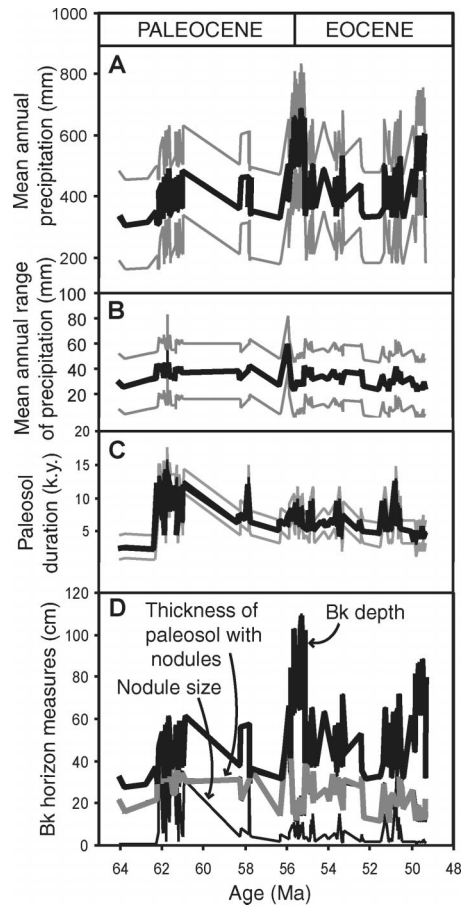 PALEOCENE EOCENE
A
Mean annual
precipitation (mm)
1000
800
600
400
200
B
Mean annual range
of precipitation (mm)
100
80
60
40
20
C
Paleosol
duration (k.y.)
20
15
10
5
D
Bk horizon measures (cm)
120
100
80
60
40
20
0
Thickness of
paleosol with
nodules
Nodule size
Bk depth
64 62 60 58 56 54 52 50 48
Age (Ma)